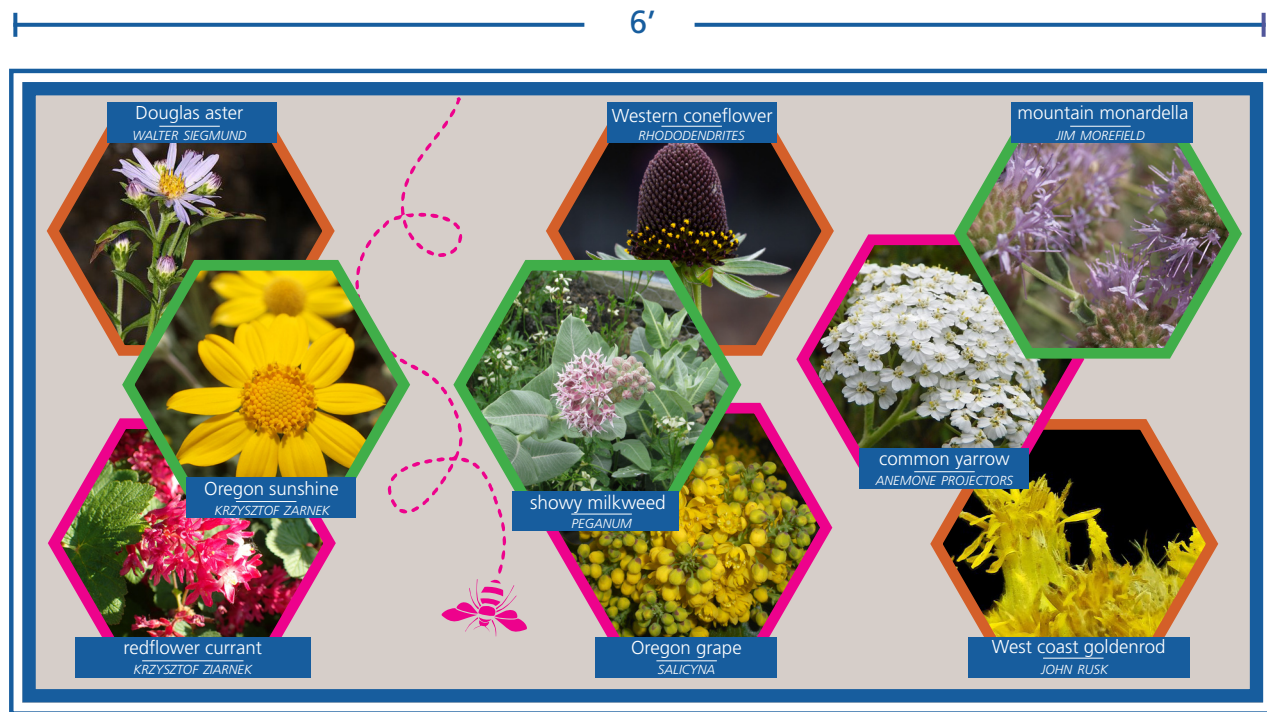 6’
Douglas aster
WALTER SIEGMUND
Western coneflower
RHODODENDRITES
mountain monardella
JIM MOREFIELD
common yarrow
ANEMONE PROJECTORS
Oregon sunshine
KRZYSZTOF ZARNEK
showy milkweed
PEGANUM
redflower currant
KRZYSZTOF ZIARNEK
Oregon grape
SALICYNA
West coast goldenrod
JOHN RUSK